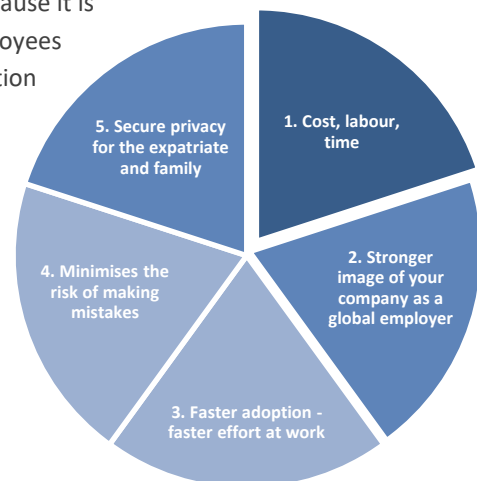 ause it is
oyees
tion
1. Cost, labour,
time
2. Stronger
image of your
company as a
global employer
3. Faster adoption -
faster effort at work
4. Minimises the
risk of making
mistakes
5. Secure privacy
for the expatriate
and family